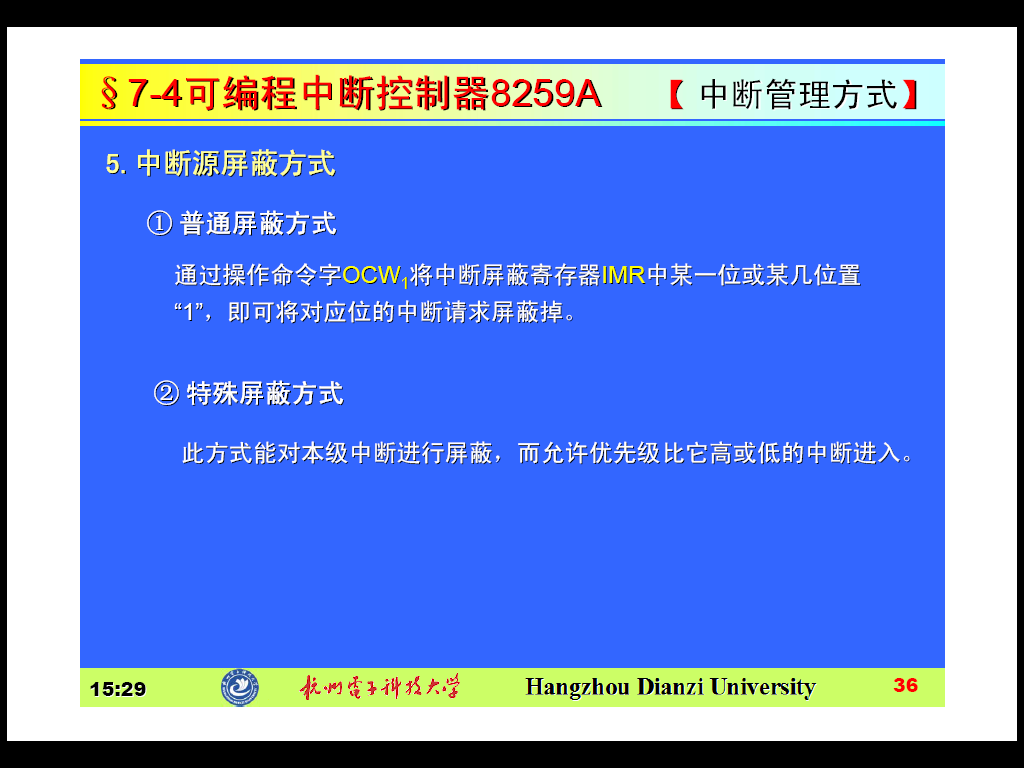 §7-4可编程中断控制器8259A 【 中断管理方式】
5. 中断源屏蔽方式
① 普通屏蔽方式
通过操作命令字OCW1将中断屏蔽寄存器IMR中某一位或某几位置
“1”，即可将对应位的中断请求屏蔽掉。
② 特殊屏蔽方式
此方式能对本级中断进行屏蔽，而允许优先级比它高或低的中断进入。
15:29 杭州電子科技大学 Hangzhou Dianzi University 36